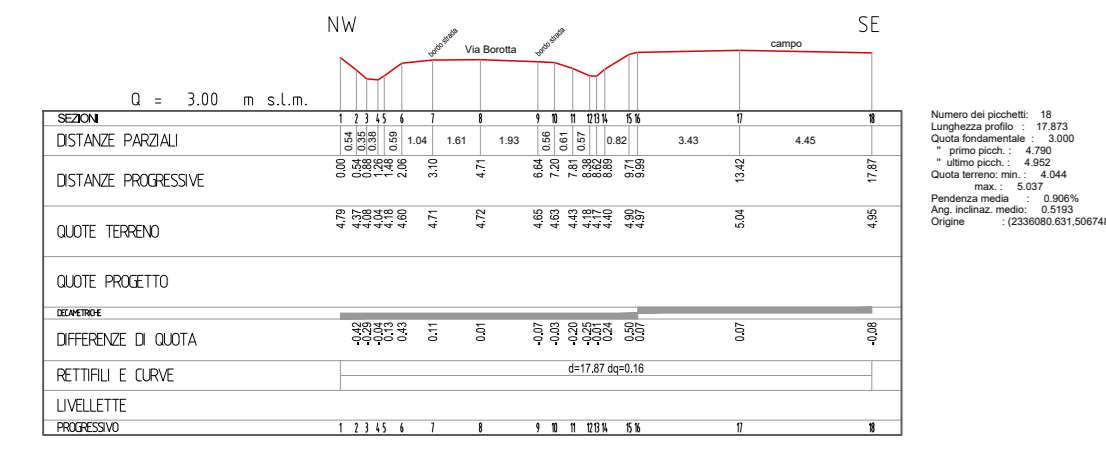 NW
SE
bordo strada
Via Borotta
bordo strada
campo
Q = 3.00 m s.l.m.
SEZIONI 1 2 3 4 5 6 7 8 9 10 11 12 13 14 15 16 17 18
DISTANZE PARZIALI 0.54 0.35 0.38 0.59 1.04 1.61 1.93 0.56 0.61 0.57 0.82 3.43 4.45
DISTANZE PROGRESSIVE 0.00 0.54 0.88 1.26 1.48 2.06 3.10 4.71 6.64 7.20 7.81 8.38 8.62 8.89 9.71 9.99 13.42 17.87
QUOTE TERRENO 4.79 4.37 4.08 4.04 4.18 4.60 4.71 4.72 4.65 4.63 4.43 4.18 4.17 4.40 4.90 4.97 5.04 4.95
QUOTE PROGETTO
DECAMETRICHE
DIFFERENZE DI QUOTA -0.42 -0.29 -0.04 0.13 0.43 0.11 0.01 -0.07 -0.03 -0.20 -0.25 -0.01 0.24 0.50 0.07 0.07 -0.08
RETTIFILI E CURVE d=17.87 dq=0.16
LIVELLETTE
PROGRESSIVO 1 2 3 4 5 6 7 8 9 10 11 12 13 14 15 16 17 18
Numero dei picchetti: 18
Lunghezza profilo : 17.873
Quota fondamentale : 3.000
" primo picch. : 4.790
" ultimo picch. : 4.952
Quota terreno: min. : 4.044
max. : 5.037
Pendenza media : 0.906%
Ang. inclinaz. medio: 0.5193
Origine : (2336080.631,506748